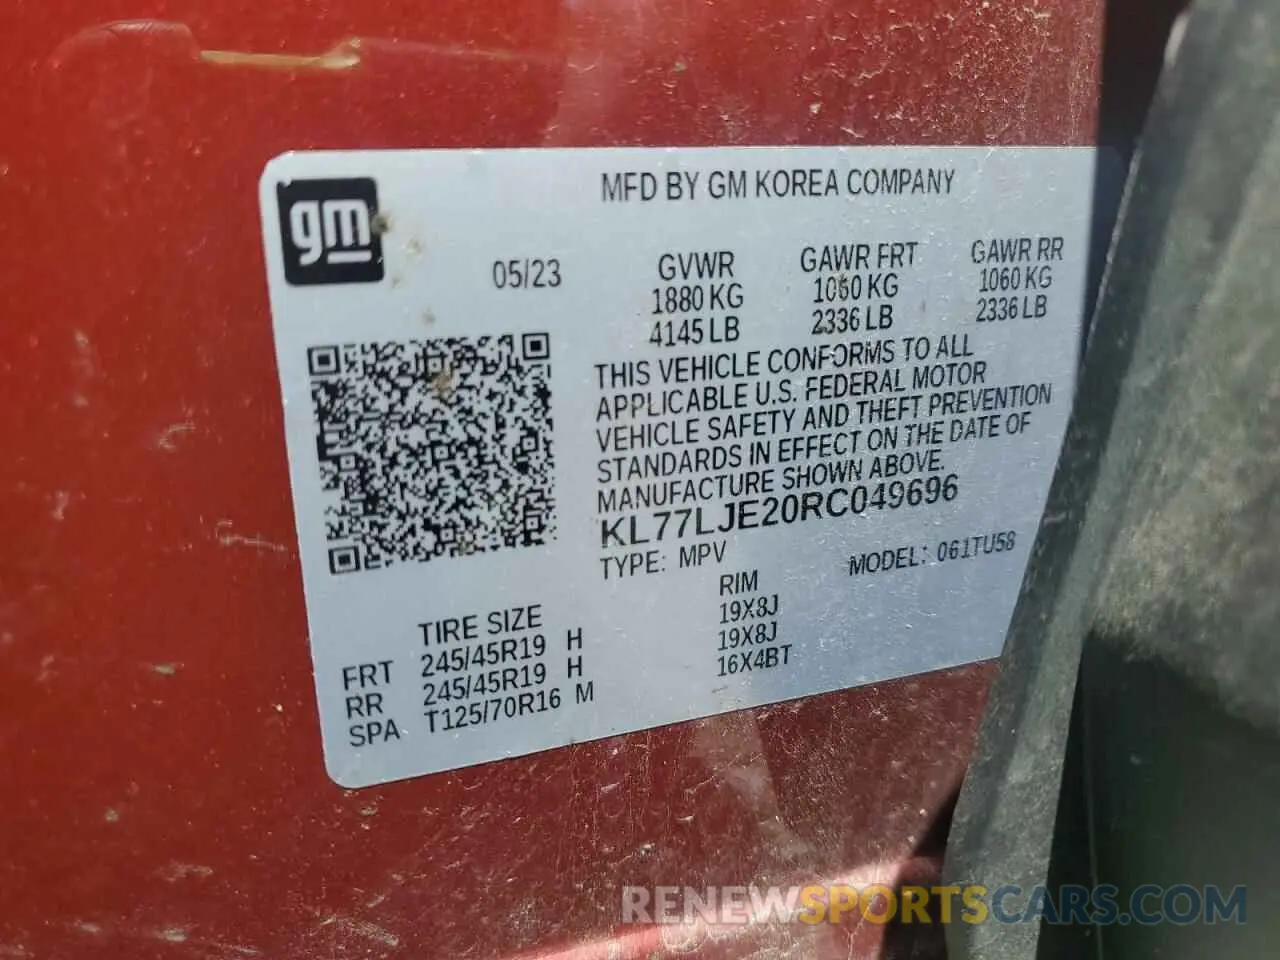 MFD BY GM KOREA COMPANY
gm
05/23
GVWR GAWR FRT GAWR RR
1880 KG 1060 KG 1060 KG
4145 LB 2336 LB 2336 LB
THIS VEHICLE CONFORMS TO ALL
APPLICABLE U.S. FEDERAL MOTOR
VEHICLE SAFETY AND THEFT PREVENTION
STANDARDS IN EFFECT ON THE DATE OF
MANUFACTURE SHOWN ABOVE.
KL77LJE20RC049696
TYPE: MPV MODEL: 061TU58
TIRE SIZE RIM
FRT 245/45R19 H 19X8J
RR 245/45R19 H 19X8J
SPA T125/70R16 M 16X4BT
RENEWSPORTSCARS.COM